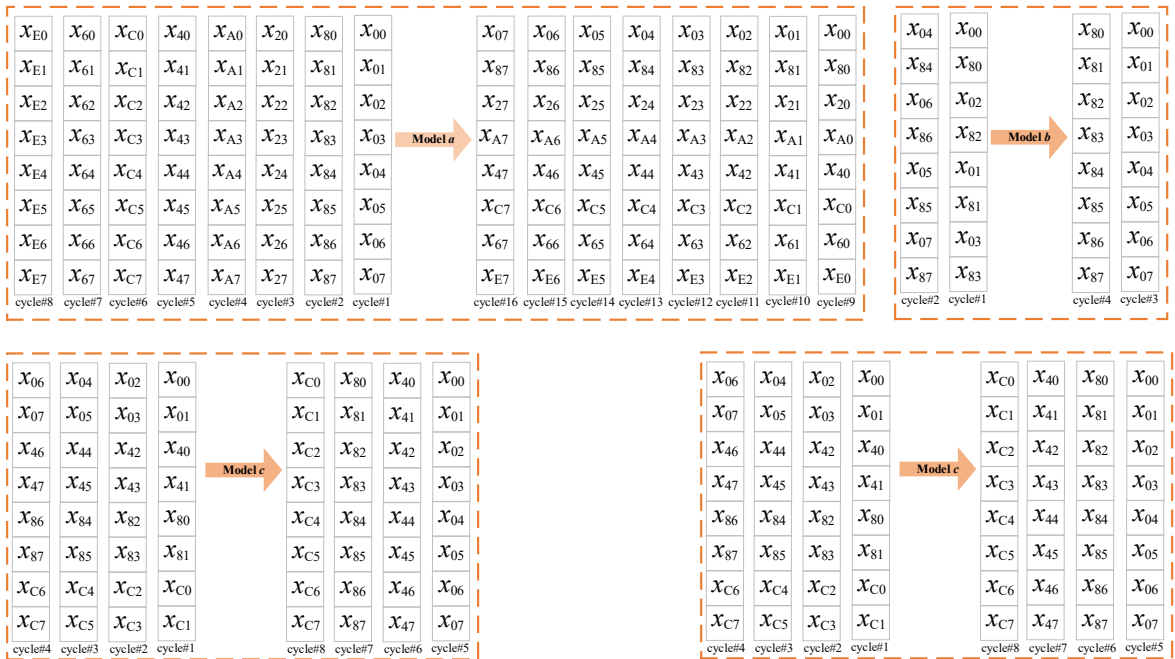 x_E0 x_60 x_C0 x_40 x_A0 x_20 x_80 x_00 x_07 x_06 x_05 x_04 x_03 x_02 x_01 x_00
x_E1 x_61 x_C1 x_41 x_A1 x_21 x_81 x_01 x_87 x_86 x_85 x_84 x_83 x_82 x_81 x_80
x_E2 x_62 x_C2 x_42 x_A2 x_22 x_82 x_02 x_27 x_26 x_25 x_24 x_23 x_22 x_21 x_20
x_E3 x_63 x_C3 x_43 x_A3 x_23 x_83 x_03 Model a x_A7 x_A6 x_A5 x_A4 x_A3 x_A2 x_A1 x_A0
x_E4 x_64 x_C4 x_44 x_A4 x_24 x_84 x_04 x_47 x_46 x_45 x_44 x_43 x_42 x_41 x_40
x_E5 x_65 x_C5 x_45 x_A5 x_25 x_85 x_05 x_C7 x_C6 x_C5 x_C4 x_C3 x_C2 x_C1 x_C0
x_E6 x_66 x_C6 x_46 x_A6 x_26 x_86 x_06 x_67 x_66 x_65 x_64 x_63 x_62 x_61 x_60
x_E7 x_67 x_C7 x_47 x_A7 x_27 x_87 x_07 x_E7 x_E6 x_E5 x_E4 x_E3 x_E2 x_E1 x_E0
cycle#8 cycle#7 cycle#6 cycle#5 cycle#4 cycle#3 cycle#2 cycle#1 cycle#16 cycle#15 cycle#14 cycle#13 cycle#12 cycle#11 cycle#10 cycle#9
x_04 x_00 x_80 x_00
x_84 x_80 x_81 x_01
x_06 x_02 x_82 x_02
x_86 x_82 Model b x_83 x_03
x_05 x_01 x_84 x_04
x_85 x_81 x_85 x_05
x_07 x_03 x_86 x_06
x_87 x_83 x_87 x_07
cycle#2 cycle#1 cycle#4 cycle#3
x_06 x_04 x_02 x_00 x_C0 x_80 x_40 x_00
x_07 x_05 x_03 x_01 x_C1 x_81 x_41 x_01
x_46 x_44 x_42 x_40 x_C2 x_82 x_42 x_02
x_47 x_45 x_43 x_41 Model c x_C3 x_83 x_43 x_03
x_86 x_84 x_82 x_80 x_C4 x_84 x_44 x_04
x_87 x_85 x_83 x_81 x_C5 x_85 x_45 x_05
x_C6 x_C4 x_C2 x_C0 x_C6 x_86 x_46 x_06
x_C7 x_C5 x_C3 x_C1 x_C7 x_87 x_47 x_07
cycle#4 cycle#3 cycle#2 cycle#1 cycle#8 cycle#7 cycle#6 cycle#5
x_06 x_04 x_02 x_00 x_C0 x_40 x_80 x_00
x_07 x_05 x_03 x_01 x_C1 x_41 x_81 x_01
x_46 x_44 x_42 x_40 x_C2 x_42 x_82 x_02
x_47 x_45 x_43 x_41 Model c x_C3 x_43 x_83 x_03
x_86 x_84 x_82 x_80 x_C4 x_44 x_84 x_04
x_87 x_85 x_83 x_81 x_C5 x_45 x_85 x_05
x_C6 x_C4 x_C2 x_C0 x_C6 x_46 x_86 x_06
x_C7 x_C5 x_C3 x_C1 x_C7 x_47 x_87 x_07
cycle#4 cycle#3 cycle#2 cycle#1 cycle#8 cycle#7 cycle#6 cycle#5